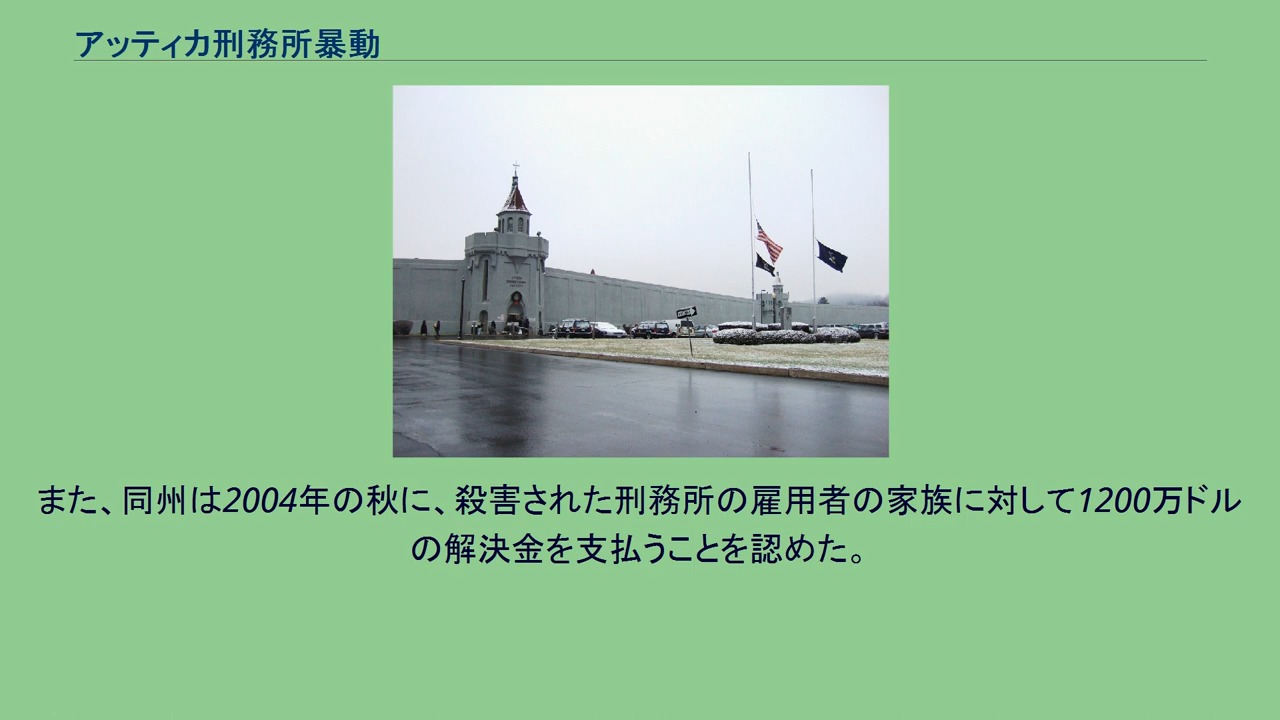 アッティカ刑務所暴動
また、同州は2004年の秋に、殺害された刑務所の雇用者の家族に対して1200万ドル
の解決金を支払うことを認めた。